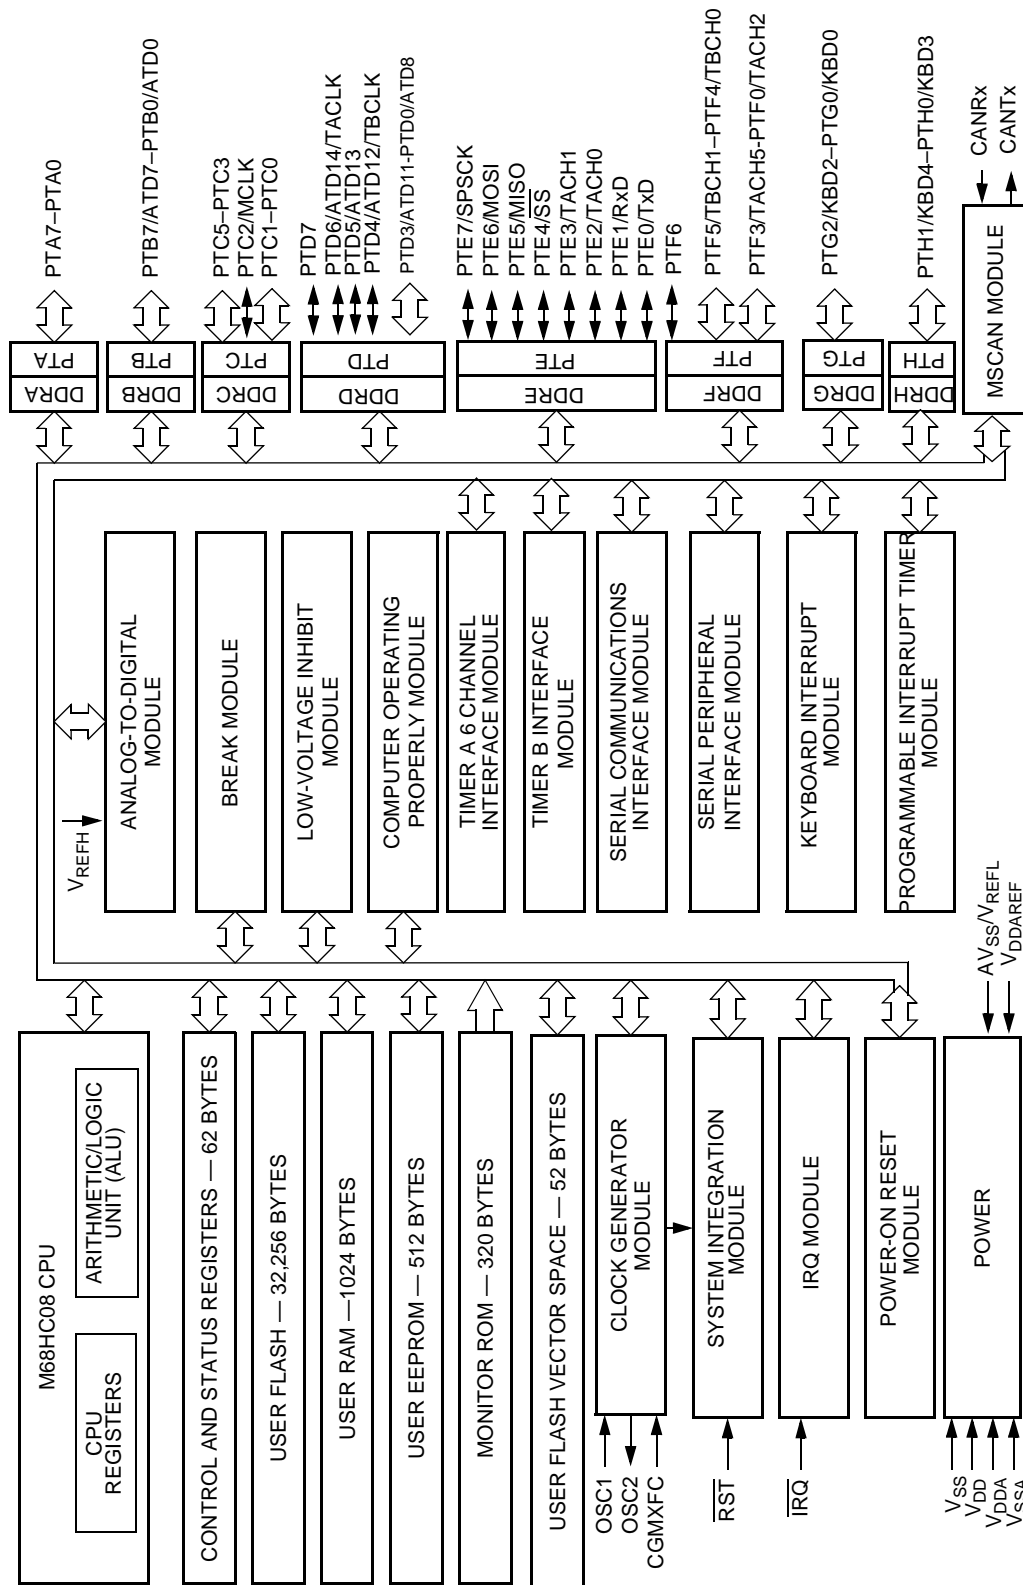 M68HC08 CPU
CPU
REGISTERS
ARITHMETIC/LOGIC
UNIT (ALU)
CONTROL AND STATUS REGISTERS — 62 BYTES
USER FLASH — 32,256 BYTES
USER RAM —1024 BYTES
USER EEPROM — 512 BYTES
MONITOR ROM — 320 BYTES
USER FLASH VECTOR SPACE — 52 BYTES
OSC1
OSC2
CGMXFC
CLOCK GENERATOR
MODULE
RST
SYSTEM INTEGRATION
MODULE
IRQ
IRQ MODULE
POWER-ON RESET
MODULE
VSS
VDD
VDDA
VSSA
POWER
AVSS/VREFL
VDDAREF
VREFH
ANALOG-TO-DIGITAL
MODULE
BREAK MODULE
LOW-VOLTAGE INHIBIT
MODULE
COMPUTER OPERATING
PROPERLY MODULE
TIMER A 6 CHANNEL
INTERFACE MODULE
TIMER B INTERFACE
MODULE
SERIAL COMMUNICATIONS
INTERFACE MODULE
SERIAL PERIPHERAL
INTERFACE MODULE
KEYBOARD INTERRUPT
MODULE
PROGRAMMABLE INTERRUPT TIMER
MODULE
DDRA
PTA
PTA7–PTA0
DDRB
PTB
PTB7/ATD7–PTB0/ATD0
DDRC
PTC
PTC5–PTC3
PTC2/MCLK
PTC1–PTC0
DDRD
PTD
PTD7
PTD6/ATD14/TACLK
PTD5/ATD13
PTD4/ATD12/TBCLK
PTD3/ATD11-PTD0/ATD8
DDRE
PTE
PTE7/SPSCK
PTE6/MOSI
PTE5/MISO
PTE4/SS
PTE3/TACH1
PTE2/TACH0
PTE1/RxD
PTE0/TxD
DDRF
PTF
PTF6
PTF5/TBCH1–PTF4/TBCH0
PTF3/TACH5-PTF0/TACH2
DDRG
PTG
PTG2/KBD2–PTG0/KBD0
DDRH
PTH
PTH1/KBD4–PTH0/KBD3
MSCAN MODULE
CANRx
CANTx